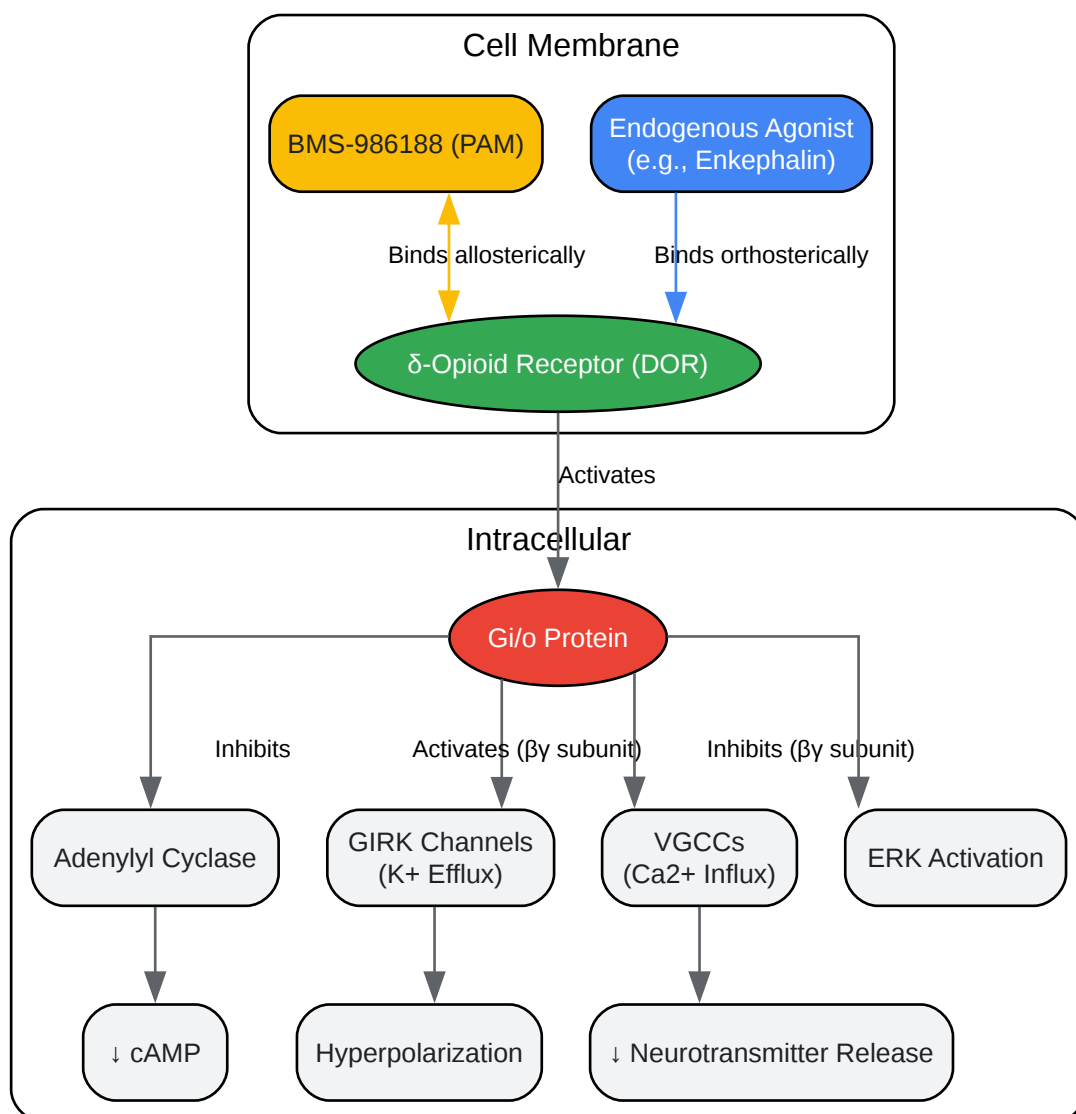 Cell Membrane
BMS-986188 (PAM)
Endogenous Agonist
(e.g., Enkephalin)
Binds allosterically
Binds orthosterically
δ-Opioid Receptor (DOR)
Activates
Intracellular
Gi/o Protein
Inhibits
Activates (βγ subunit)
Inhibits (βγ subunit)
Adenylyl Cyclase
GIRK Channels
(K+ Efflux)
VGCCs
(Ca2+ Influx)
ERK Activation
↓ cAMP
Hyperpolarization
↓ Neurotransmitter Release